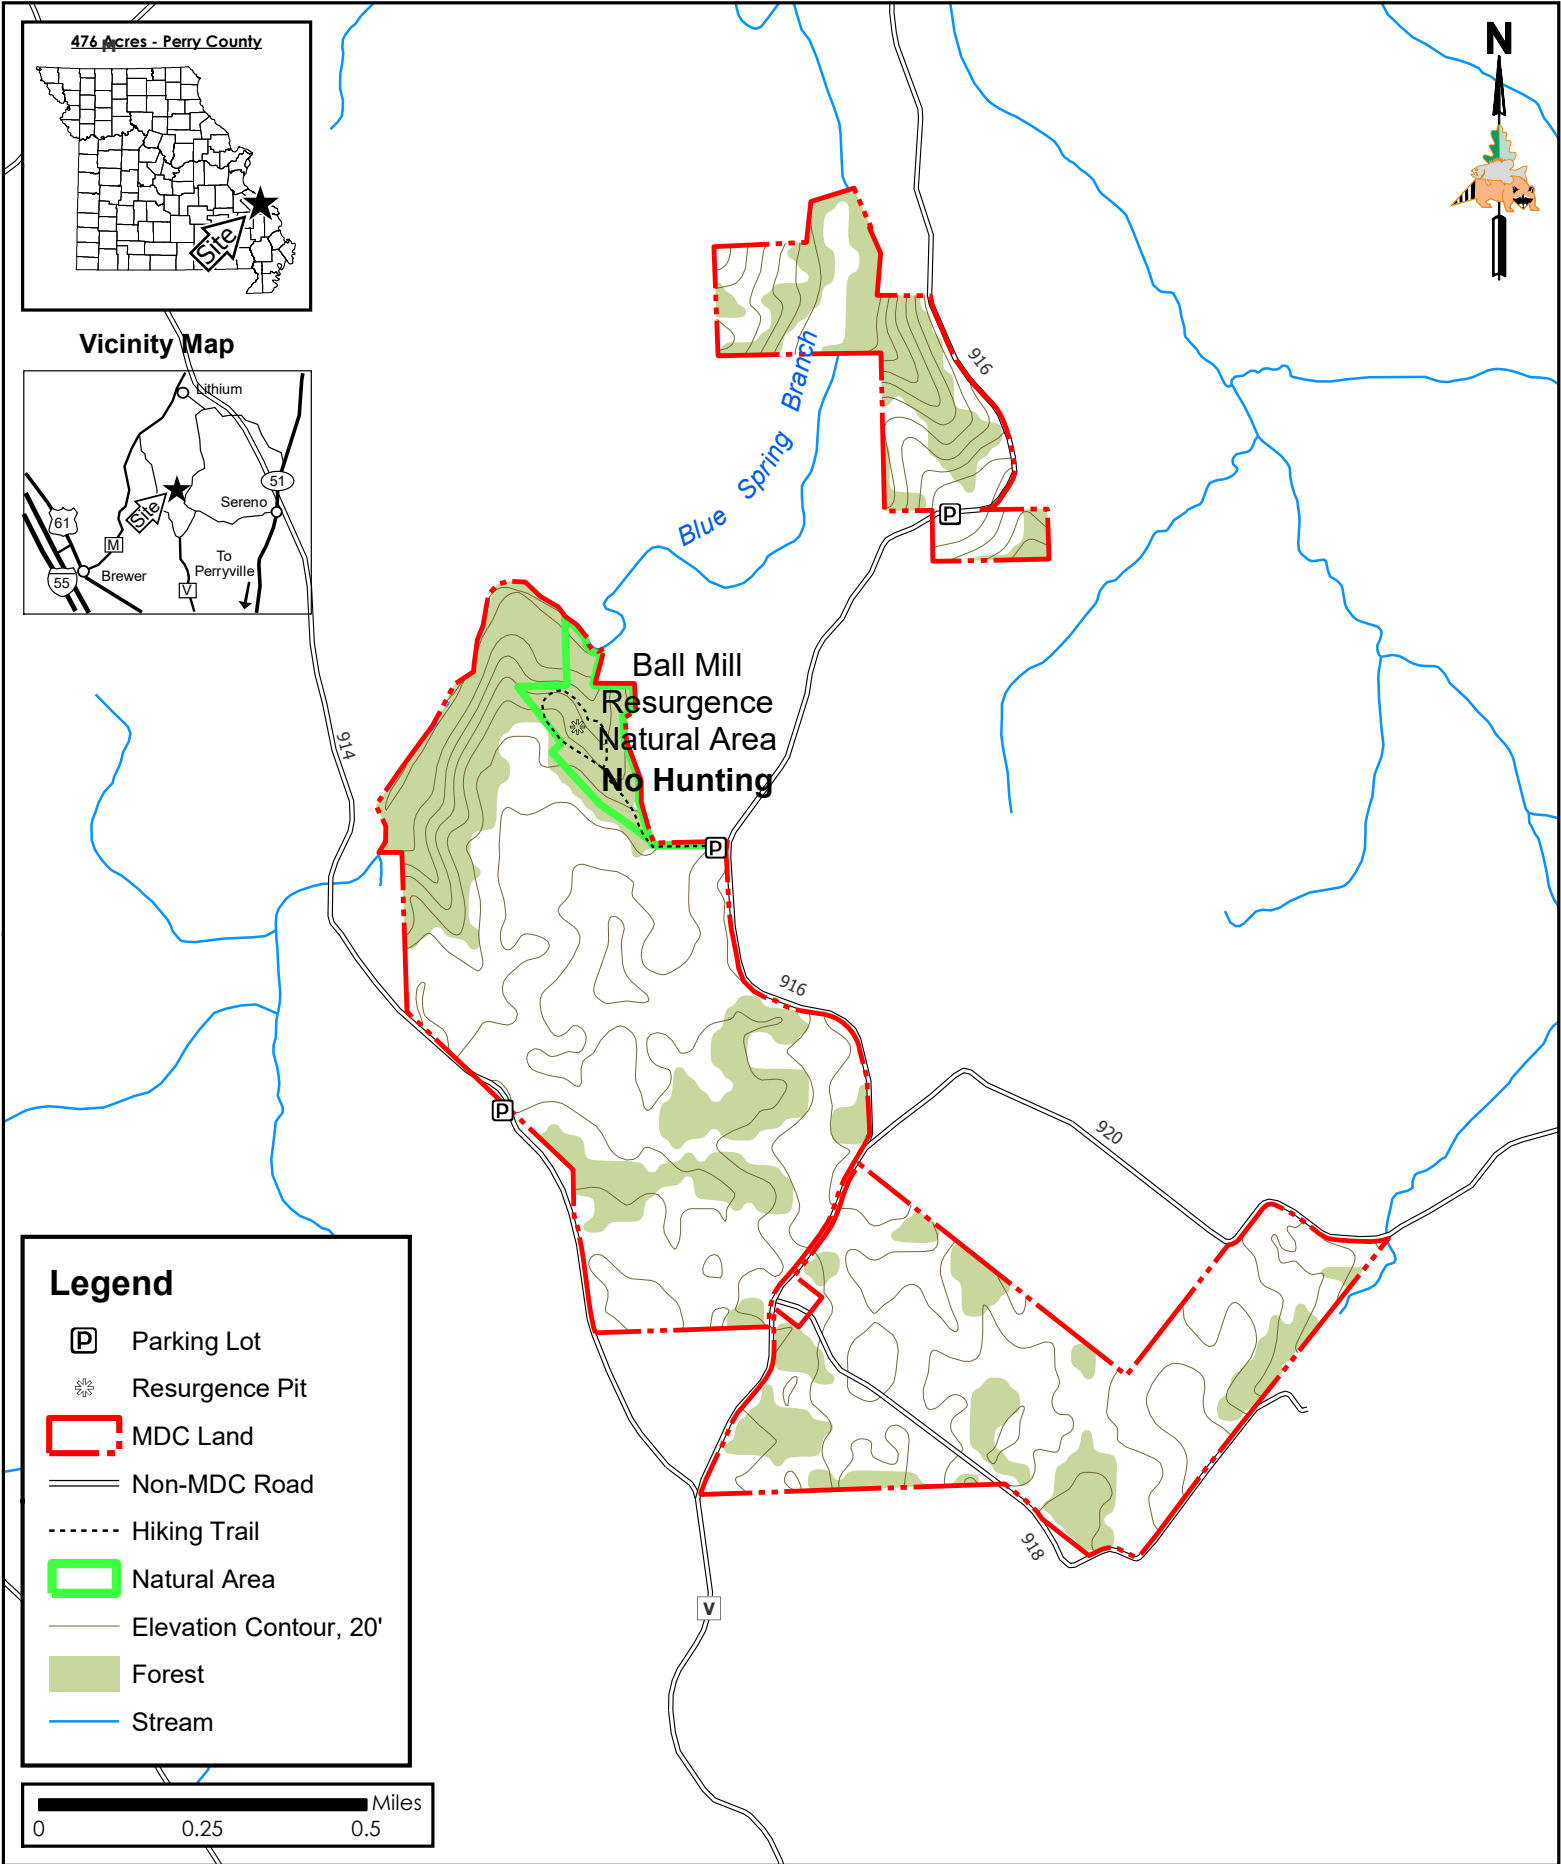 476 Acres - Perry County
Site
Vicinity Map
Lithium
51
Sereno
61
Site
M
To
Perryville
Brewer
55
V
N
916
Blue Spring Branch
P
Ball Mill
Resurgence
Natural Area
No Hunting
914
P
916
P
920
918
V
Legend
P Parking Lot
Resurgence Pit
MDC Land
Non-MDC Road
Hiking Trail
Natural Area
Elevation Contour, 20'
Forest
Stream
Miles
0 0.25 0.5